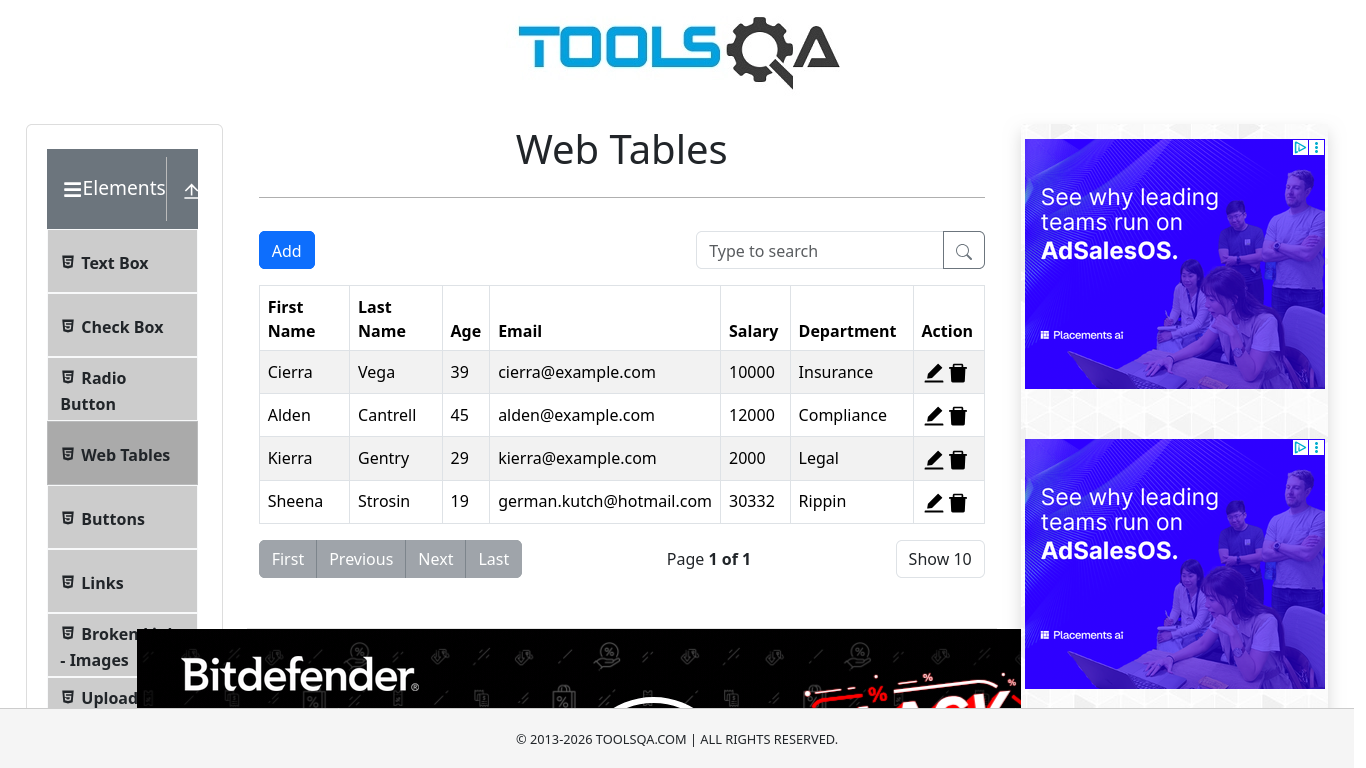 TOOLSQA
Elements
Text Box
Check Box
Radio
Button
Web Tables
Buttons
Links
Broken
- Images
Upload
Web Tables
Add
Type to search
First Name Last Name Age Email Salary Department Action
Cierra Vega 39 cierra@example.com 10000 Insurance
Alden Cantrell 45 alden@example.com 12000 Compliance
Kierra Gentry 29 kierra@example.com 2000 Legal
Sheena Strosin 19 german.kutch@hotmail.com 30332 Rippin
First Previous Next Last Page 1 of 1 Show 10
See why leading
teams run on
AdSalesOS.
Placements ai
See why leading
teams run on
AdSalesOS.
Placements ai
Bitdefender®
© 2013-2026 TOOLSQA.COM | ALL RIGHTS RESERVED.